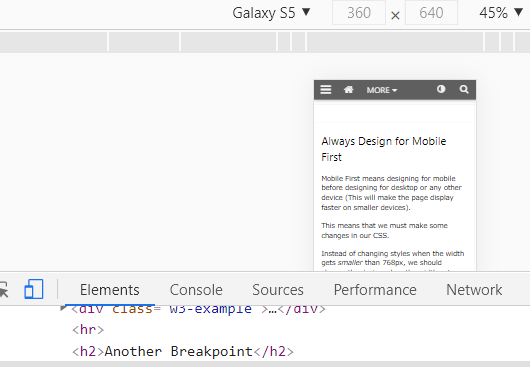 Galaxy S5 ▼ 360 × 640 45% ▼
MORE
Always Design for Mobile
First
Mobile First means designing for mobile
before designing for desktop or any other
device (This will make the page display
faster on smaller devices).
This means that we must make some
changes in our CSS.
Instead of changing styles when the width
gets smaller than 768px, we should
Elements Console Sources Performance Network
<div class="w3-example">…</div>
<hr>
<h2>Another Breakpoint</h2>